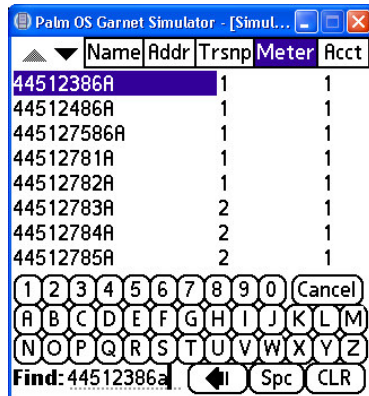 Palm OS Garnet Simulator - [Simul...
Name Addr Trsnp Meter Acct
44512386A 1 1
44512486A 1 1
445127586A 1 1
44512781A 1 1
44512782A 1 1
44512783A 2 1
44512784A 2 1
44512785A 2 1
1 2 3 4 5 6 7 8 9 0 Cancel
A B C D E F G H I J K L M
N O P Q R S T U V W X Y Z
Find: 44512386a Spc CLR